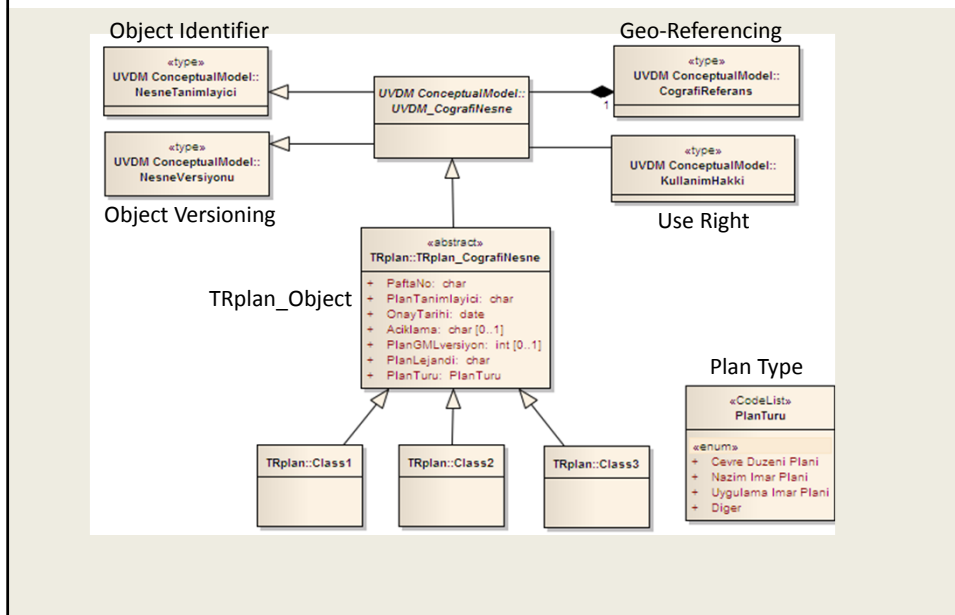 Object Identifier
Geo-Referencing
«type»
UVDM ConceptualModel::
NesneTanimlayici
UVDM ConceptualModel::
UVDM_CografiNesne
«type»
UVDM ConceptualModel::
CografiReferans
1
«type»
UVDM ConceptualModel::
NesneVersiyonu
«type»
UVDM ConceptualModel::
KullanimHakki
Object Versioning
Use Right
«abstract»
TRplan::TRplan_CografiNesne
+ PaftaNo: char
+ PlanTanimlayici: char
+ OnayTarihi: date
+ Aciklama: char [0..1]
+ PlanGMLversiyon: int [0..1]
+ PlanLejandi: char
+ PlanTuru: PlanTuru
TRplan_Object
Plan Type
«CodeList»
PlanTuru
«enum»
+ Cevre Duzeni Plani
+ Nazim Imar Plani
+ Uygulama Imar Plani
+ Diger
TRplan::Class1
TRplan::Class2
TRplan::Class3